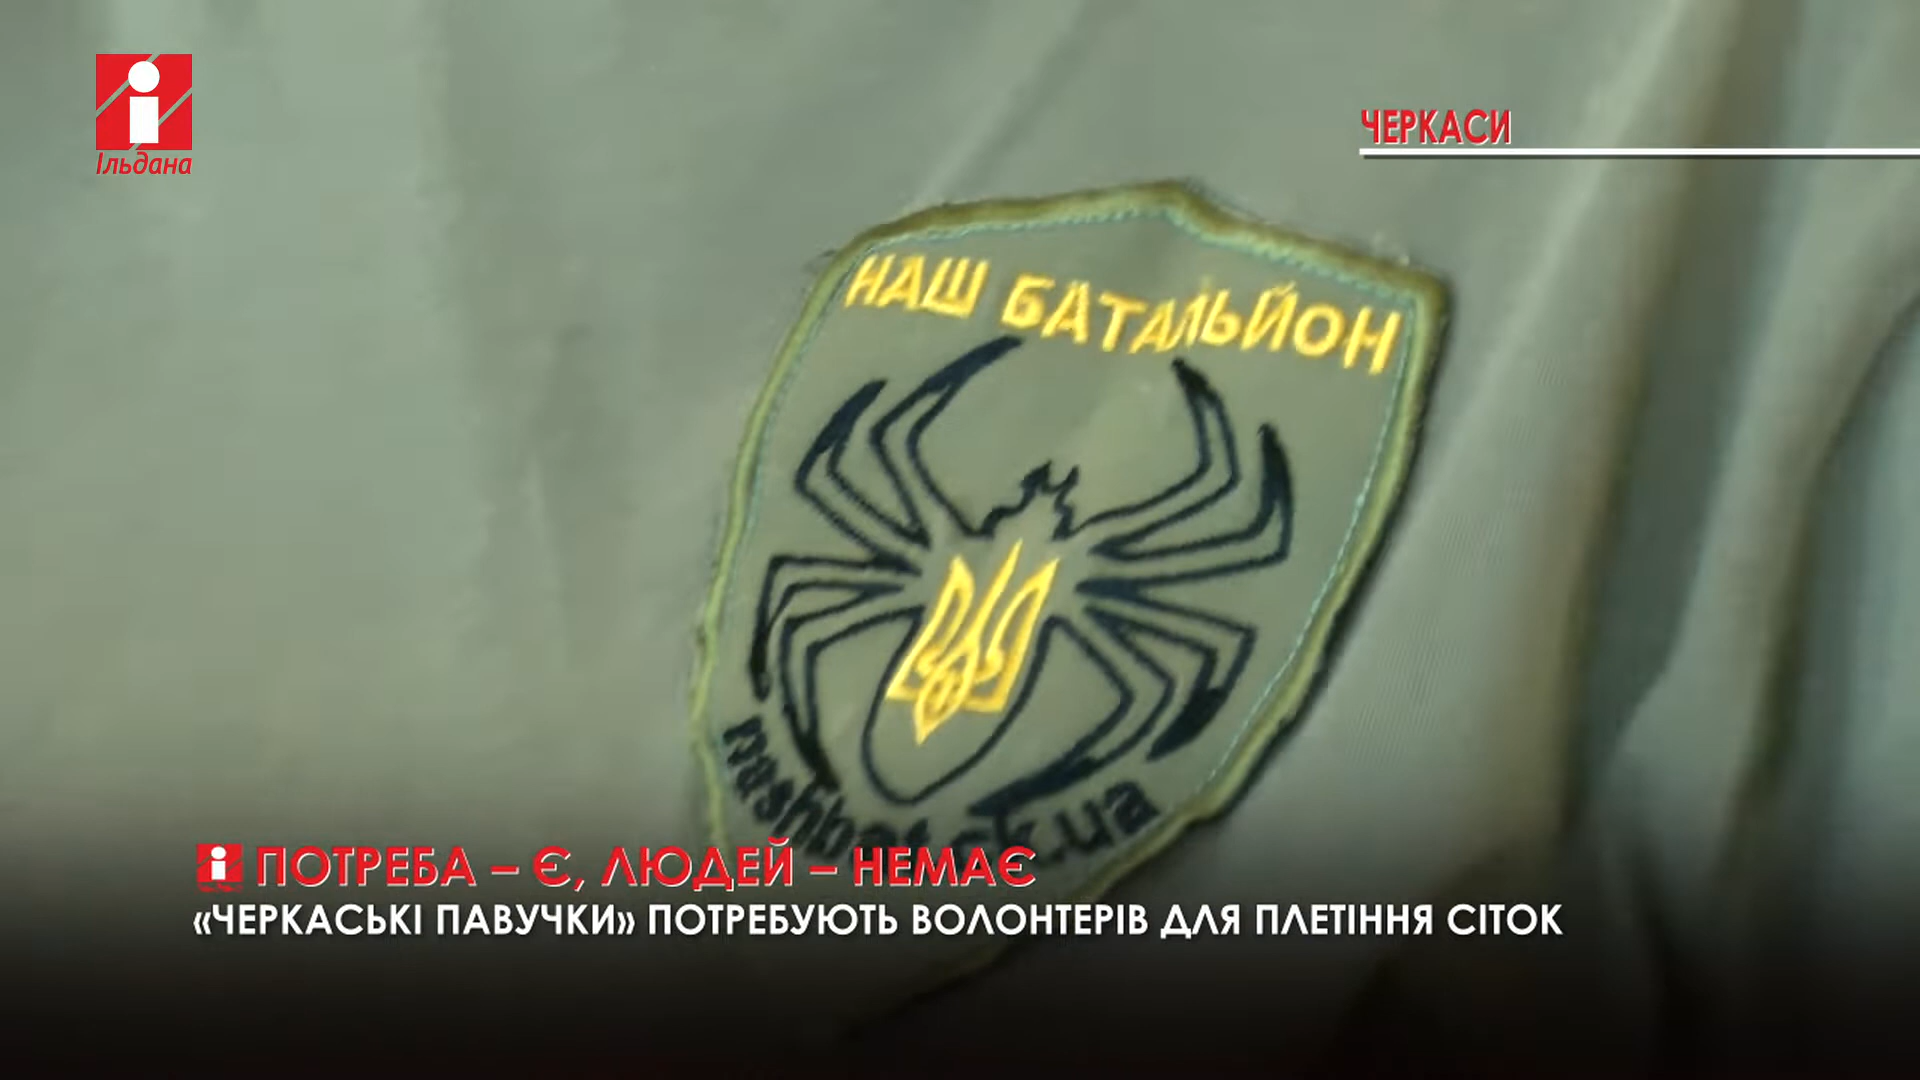 Ільдана
ЧЕРКАСИ
НАШ БАТАЛЬЙОН
ПОТРЕБА – Є, ЛЮДЕЙ – НЕМАЄ
«ЧЕРКАСЬКІ ПАВУЧКИ» ПОТРЕБУЮТЬ ВОЛОНТЕРІВ ДЛЯ ПЛЕТІННЯ СІТОК